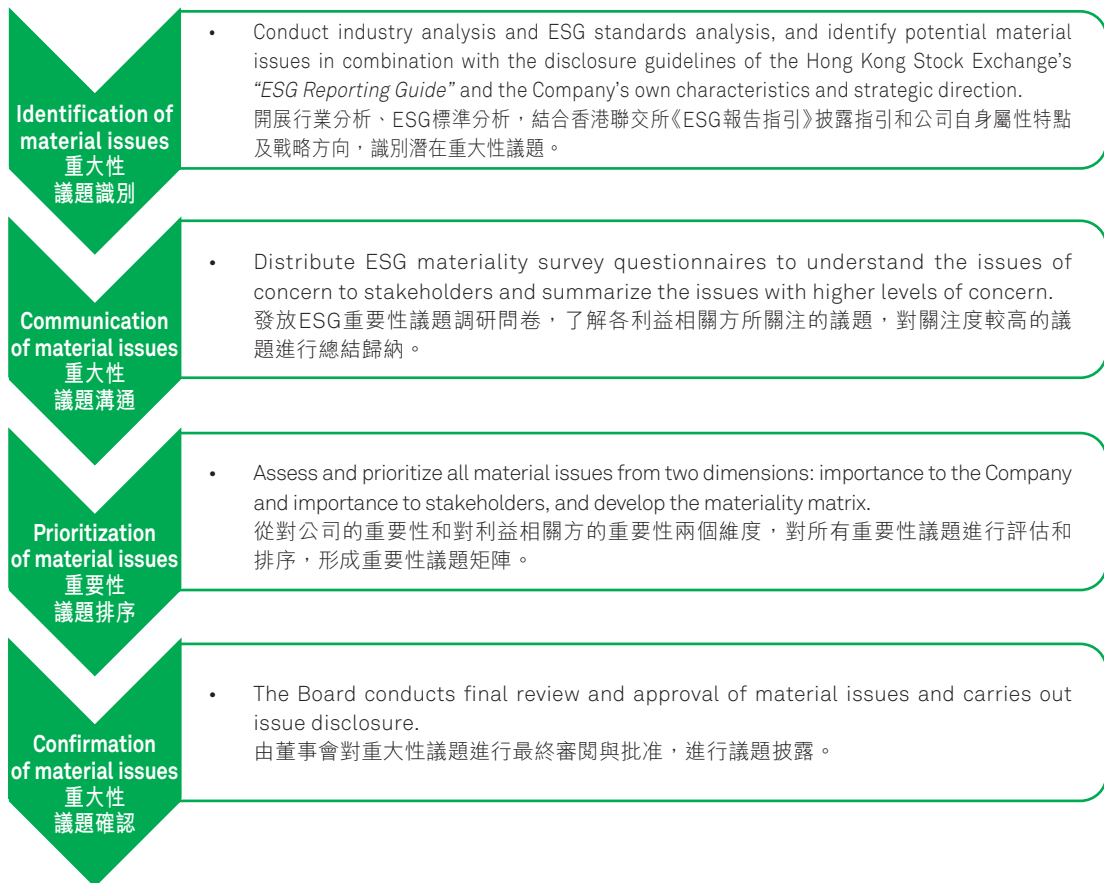 Identification of
material issues
重大性
議題識別
• Conduct industry analysis and ESG standards analysis, and identify potential material
issues in combination with the disclosure guidelines of the Hong Kong Stock Exchange's
“ESG Reporting Guide” and the Company's own characteristics and strategic direction.
開展行業分析、ESG標準分析，結合香港聯交所《ESG報告指引》披露指引和公司自身屬性特點
及戰略方向，識別潛在重大性議題。
Communication
of material issues
重大性
議題溝通
• Distribute ESG materiality survey questionnaires to understand the issues of
concern to stakeholders and summarize the issues with higher levels of concern.
發放ESG重要性議題調研問卷，了解各利益相關方所關注的議題，對關注度較高的議
題進行總結歸納。
Prioritization
of material issues
重要性
議題排序
• Assess and prioritize all material issues from two dimensions: importance to the Company
and importance to stakeholders, and develop the materiality matrix.
從對公司的重要性和對利益相關方的重要性兩個維度，對所有重要性議題進行評估和
排序，形成重要性議題矩陣。
Confirmation
of material issues
重大性
議題確認
• The Board conducts final review and approval of material issues and carries out
issue disclosure.
由董事會對重大性議題進行最終審閱與批准，進行議題披露。